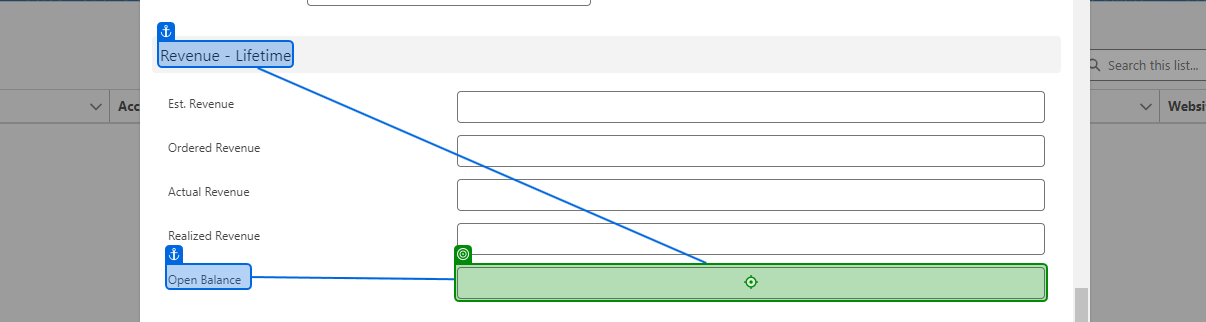 Revenue - Lifetime
Search this list...
Acc
Websi
Est. Revenue
Ordered Revenue
Actual Revenue
Realized Revenue
Open Balance